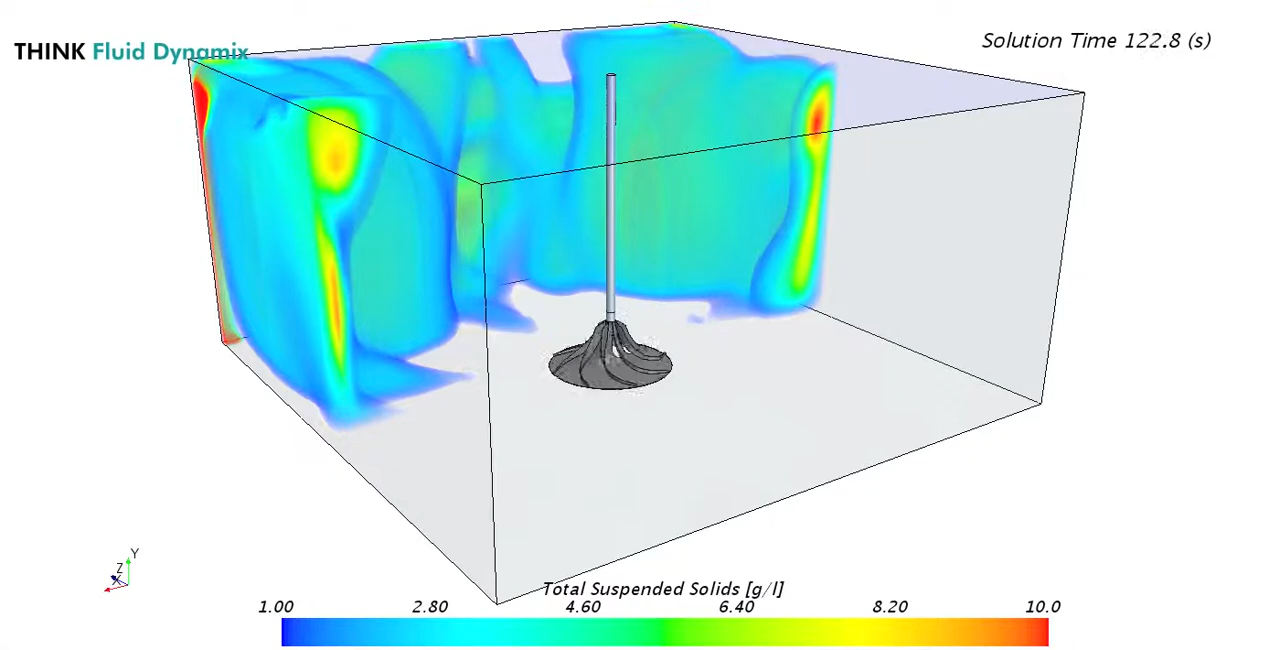 THINK Fluid Dynamix
Solution Time 122.8 (s)
Y
Z
X
Total Suspended Solids [g/l]
1.00 2.80 4.60 6.40 8.20 10.0